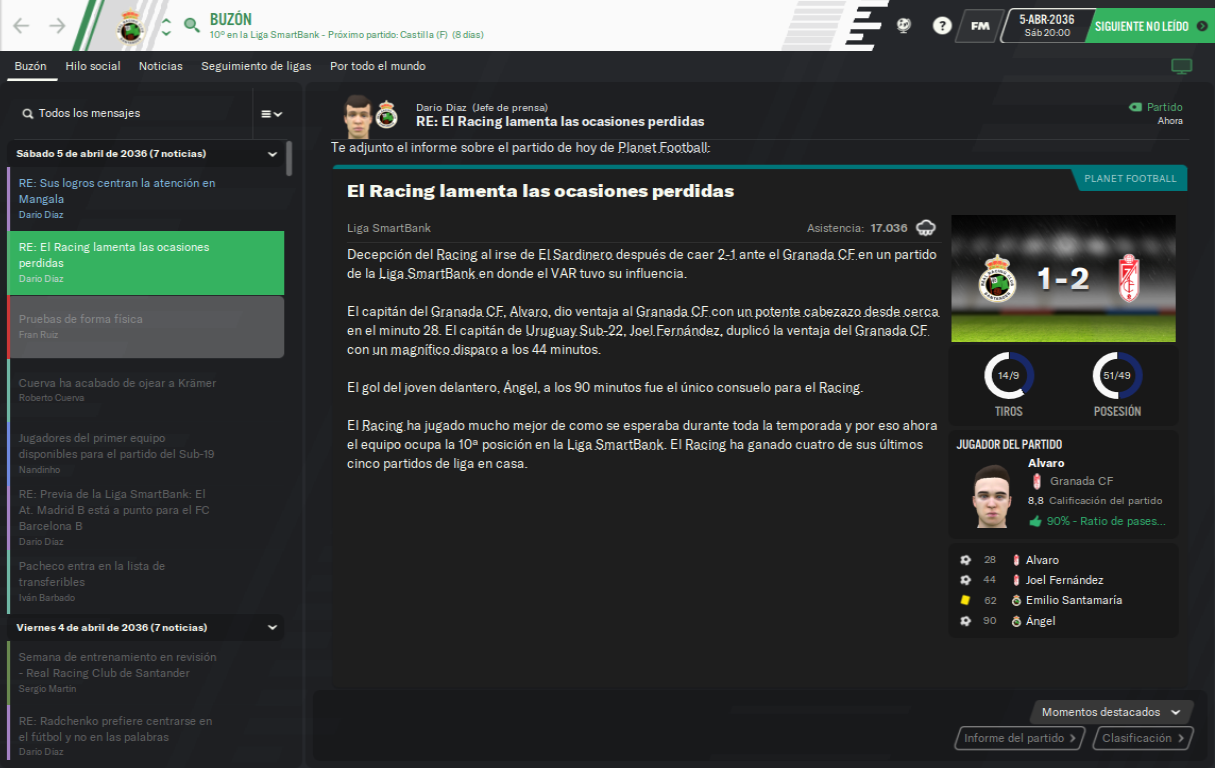 BUZÓN
10º en la Liga SmartBank - Próximo partido: Castilla (F) (8 días)
FM
5-ABR-2036
Sáb 20:00
SIGUIENTE NO LEÍDO
Buzón Hilo social Noticias Seguimiento de ligas Por todo el mundo
Todos los mensajes
Sábado 5 de abril de 2036 (7 noticias)
RE: Sus logros centran la atención en
Mangala
Darío Díaz
RE: El Racing lamenta las ocasiones
perdidas
Darío Díaz
Pruebas de forma física
Fran Ruiz
Cuerva ha acabado de ojear a Krämer
Roberto Cuerva
Jugadores del primer equipo
disponibles para el partido del Sub-19
Nandinho
RE: Previa de la Liga SmartBank: El
At. Madrid B está a punto para el FC
Barcelona B
Darío Díaz
Pacheco entra en la lista de
transferibles
Iván Barbado
Viernes 4 de abril de 2036 (7 noticias)
Semana de entrenamiento en revisión
- Real Racing Club de Santander
Sergio Martín
RE: Radchenko prefiere centrarse en
el fútbol y no en las palabras
Darío Díaz
Darío Díaz (Jefe de prensa)
RE: El Racing lamenta las ocasiones perdidas
Partido
Ahora
Te adjunto el informe sobre el partido de hoy de Planet Football:
PLANET FOOTBALL
El Racing lamenta las ocasiones perdidas
Liga SmartBank
Asistencia: 17.036
Decepción del Racing al irse de El Sardinero después de caer 2-1 ante el Granada CF en un partido
de la Liga SmartBank en donde el VAR tuvo su influencia.
El capitán del Granada CF, Alvaro, dio ventaja al Granada CF con un potente cabezazo desde cerca
en el minuto 28. El capitán de Uruguay Sub-22, Joel Fernández, duplicó la ventaja del Granada CF
con un magnífico disparo a los 44 minutos.
El gol del joven delantero, Ángel, a los 90 minutos fue el único consuelo para el Racing.
El Racing ha jugado mucho mejor de como se esperaba durante toda la temporada y por eso ahora
el equipo ocupa la 10ª posición en la Liga SmartBank. El Racing ha ganado cuatro de sus últimos
cinco partidos de liga en casa.
1-2
14/9
51/49
TIROS
POSESIÓN
JUGADOR DEL PARTIDO
Alvaro
Granada CF
8,8 Calificación del partido
90% - Ratio de pases...
28 Alvaro
44 Joel Fernández
62 Emilio Santamaría
90 Ángel
Momentos destacados
Informe del partido
Clasificación